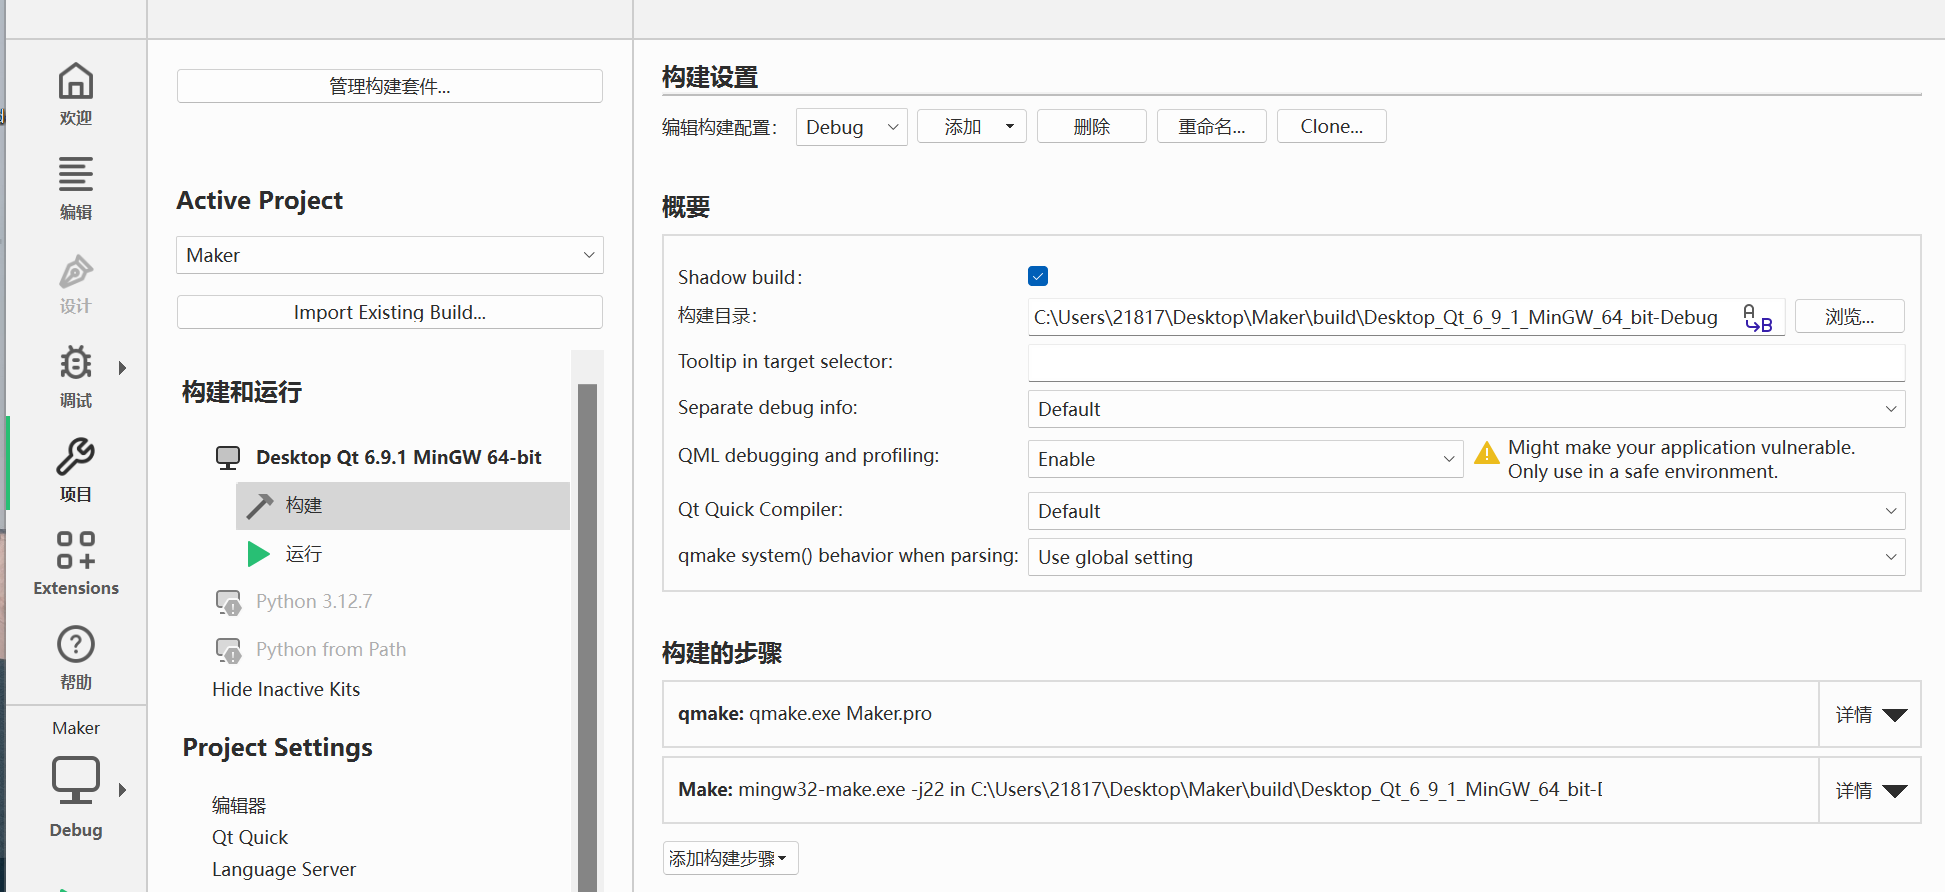 欢迎
编辑
设计
调试
项目
Extensions
帮助
Maker
Debug
管理构建套件...
Active Project
Maker
Import Existing Build...
构建和运行
Desktop Qt 6.9.1 MinGW 64-bit
构建
运行
Python 3.12.7
Python from Path
Hide Inactive Kits
Project Settings
编辑器
Qt Quick
Language Server
构建设置
编辑构建配置： Debug 添加 删除 重命名... Clone...
概要
Shadow build：
构建目录： C:\Users\21817\Desktop\Maker\build\Desktop_Qt_6_9_1_MinGW_64_bit-Debug A B 浏览...
Tooltip in target selector:
Separate debug info: Default
QML debugging and profiling: Enable Might make your application vulnerable.
Only use in a safe environment.
Qt Quick Compiler: Default
qmake system() behavior when parsing: Use global setting
构建的步骤
qmake: qmake.exe Maker.pro 详情
Make: mingw32-make.exe -j22 in C:\Users\21817\Desktop\Maker\build\Desktop_Qt_6_9_1_MinGW_64_bit- 详情
添加构建步骤